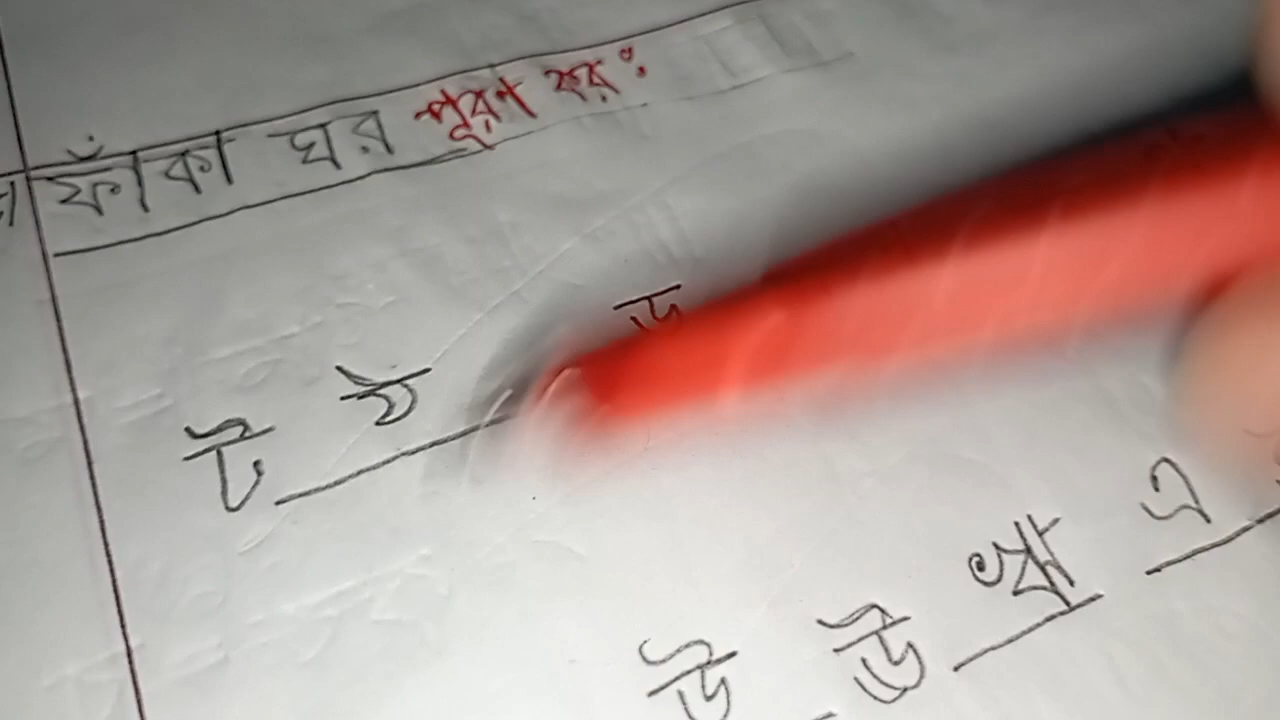 ফাঁকা ঘর পূরণ কর:
ট ঠ ড
উ ঊ ঋ এ